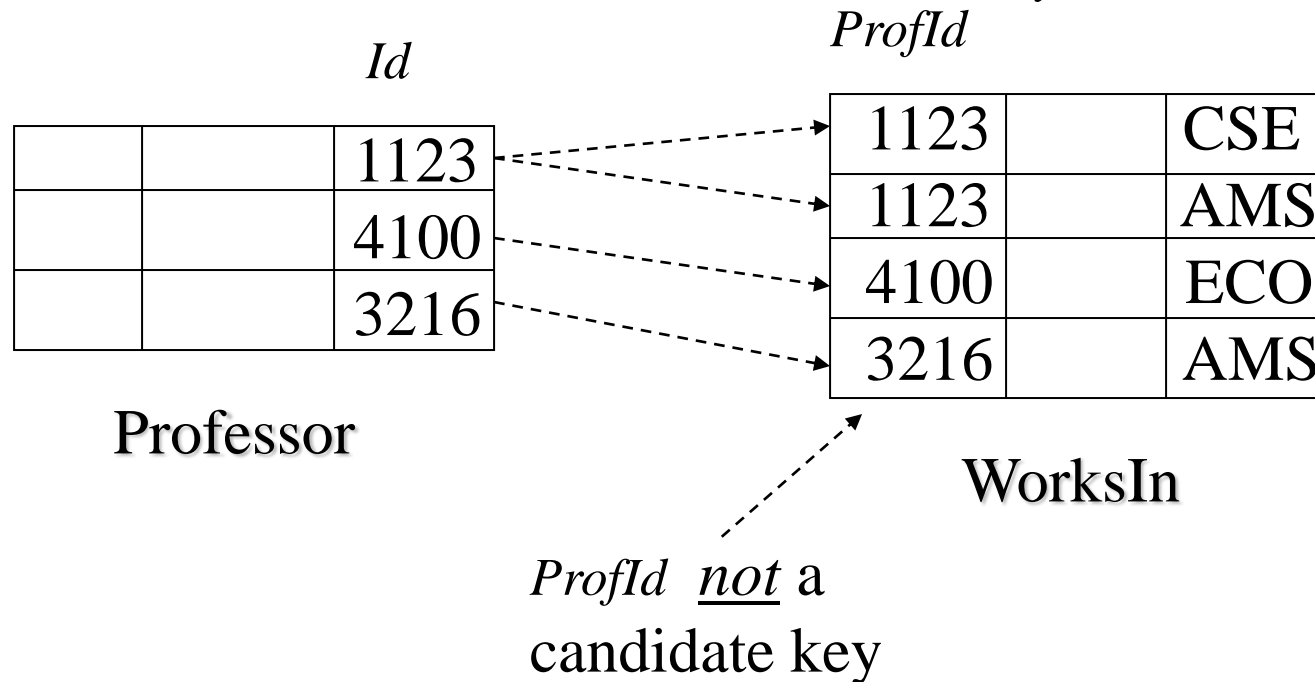 ProfId
Id
1123
4100
3216
Professor
1123 CSE
1123 AMS
4100 ECO
3216 AMS
WorksIn
ProfId not a
candidate key